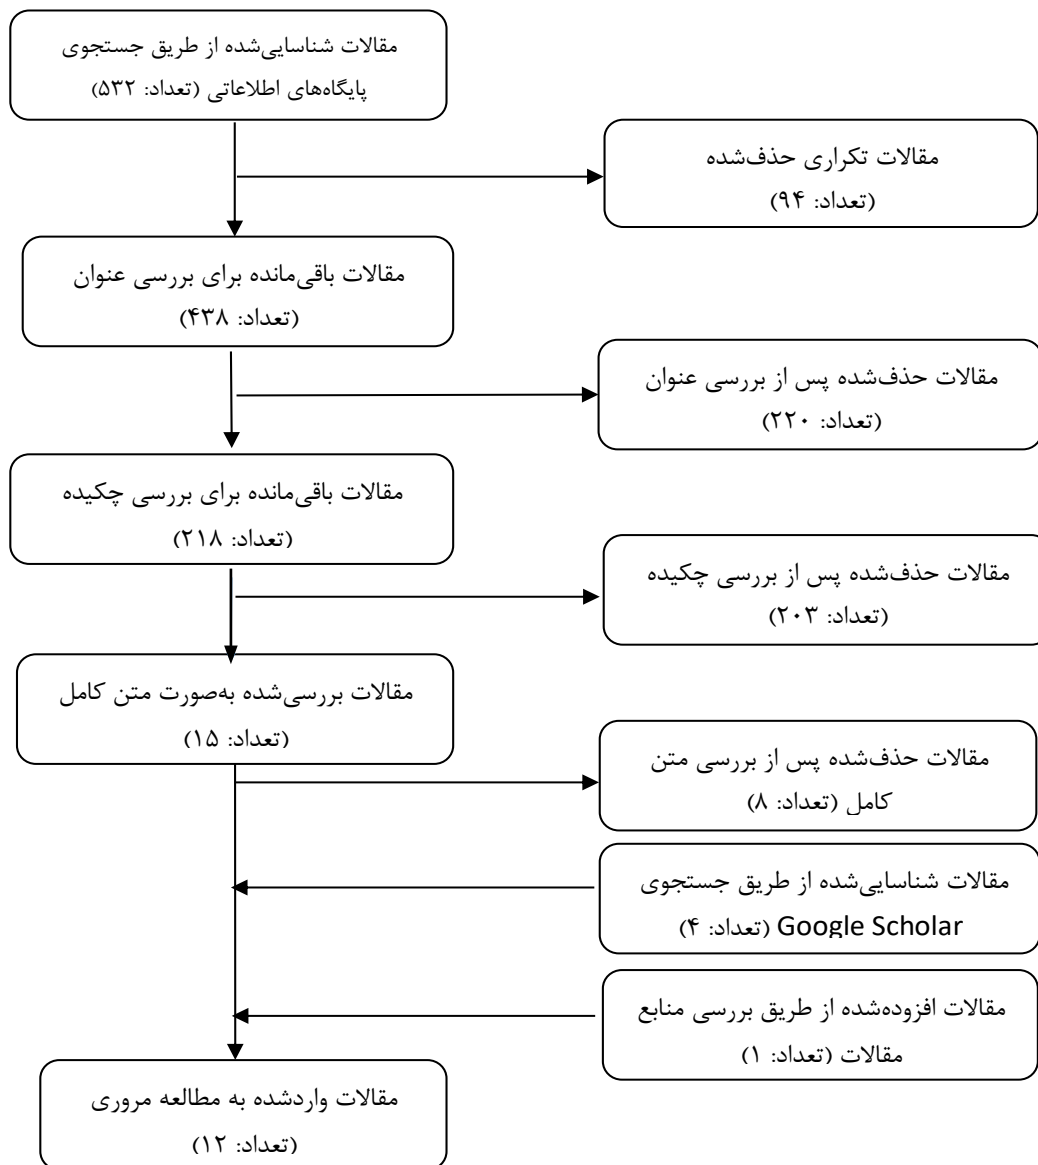 مقالات شناسایی‌شده از طریق جستجوی
پایگاه‌های اطلاعاتی (تعداد: ۵۳۲)
مقالات تکراری حذف‌شده
(تعداد: ۹۴)
مقالات باقی‌مانده برای بررسی عنوان
(تعداد: ۴۳۸)
مقالات حذف‌شده پس از بررسی عنوان
(تعداد: ۲۲۰)
مقالات باقی‌مانده برای بررسی چکیده
(تعداد: ۲۱۸)
مقالات حذف‌شده پس از بررسی چکیده
(تعداد: ۲۰۳)
مقالات بررسی‌شده به‌صورت متن کامل
(تعداد: ۱۵)
مقالات حذف‌شده پس از بررسی متن
کامل (تعداد: ۸)
مقالات شناسایی‌شده از طریق جستجوی
Google Scholar (تعداد: ۴)
مقالات افزوده‌شده از طریق بررسی منابع
مقالات (تعداد: ۱)
مقالات واردشده به مطالعه مروری
(تعداد: ۱۲)